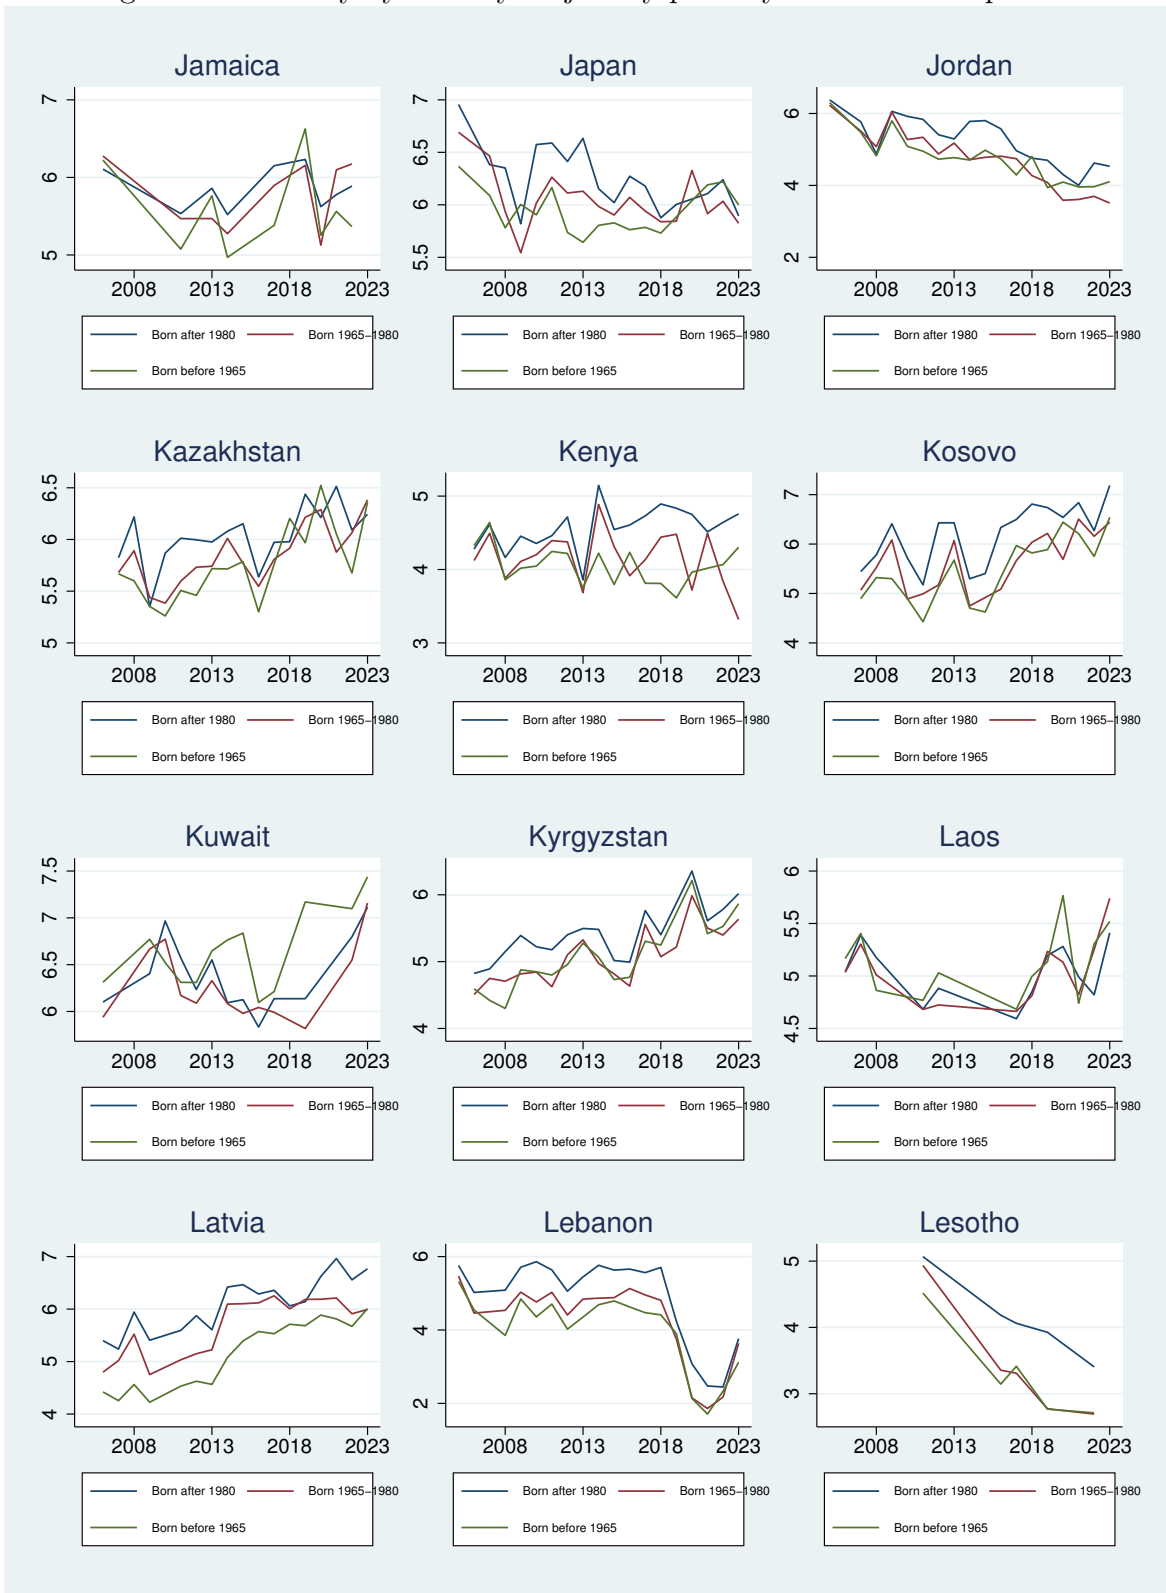 Jamaica Japan Jordan
7 6 5
7 6.5 6 5.5
6 4 2
2008 2013 2018 2023 2008 2013 2018 2023 2008 2013 2018 2023
Born after 1980 Born 1965–1980 Born after 1980 Born 1965–1980 Born after 1980 Born 1965–1980
Born before 1965 Born before 1965 Born before 1965
Kazakhstan Kenya Kosovo
6.5 6 5.5 5
5 4 3
7 6 5 4
2008 2013 2018 2023 2008 2013 2018 2023 2008 2013 2018 2023
Born after 1980 Born 1965–1980 Born after 1980 Born 1965–1980 Born after 1980 Born 1965–1980
Born before 1965 Born before 1965 Born before 1965
Kuwait Kyrgyzstan Laos
7.5 7 6.5 6
6 5 4
6 5.5 5 4.5
2008 2013 2018 2023 2008 2013 2018 2023 2008 2013 2018 2023
Born after 1980 Born 1965–1980 Born after 1980 Born 1965–1980 Born after 1980 Born 1965–1980
Born before 1965 Born before 1965 Born before 1965
Latvia Lebanon Lesotho
7 6 5 4
6 4 2
5 4 3
2008 2013 2018 2023 2008 2013 2018 2023 2008 2013 2018 2023
Born after 1980 Born 1965–1980 Born after 1980 Born 1965–1980 Born after 1980 Born 1965–1980
Born before 1965 Born before 1965 Born before 1965